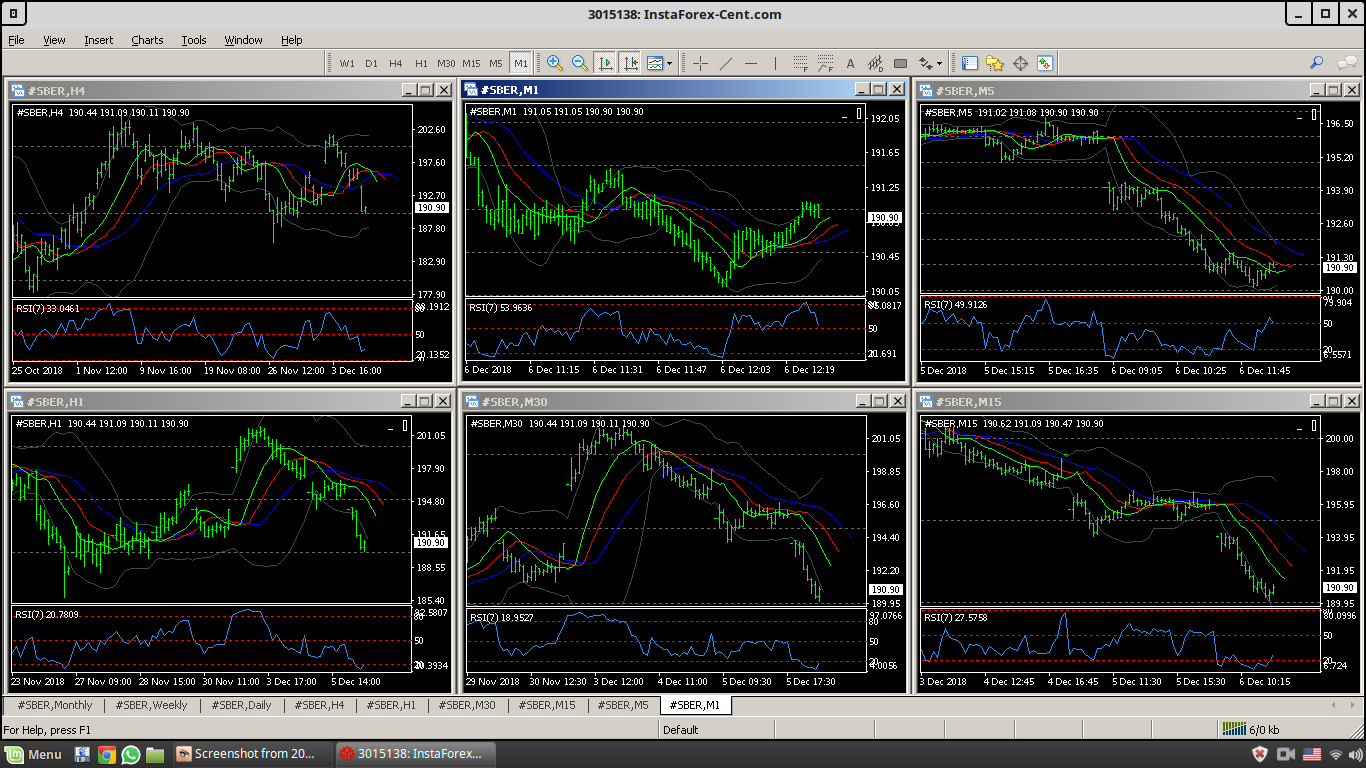 3015138: InstaForex-Cent.com
File View Insert Charts Tools Window Help
W1 D1 H4 H1 M30 M15 M5 M1
#SBER,H4
#SBER,H4 190.44 191.09 190.11 190.90
202.60
197.60
192.70
190.90
187.80
182.90
177.90
RSI(7) 33.0461
50
25 Oct 2018 1 Nov 12:00 9 Nov 16:00 19 Nov 08:00 26 Nov 12:00 3 Dec 16:00
#SBER,M1
#SBER,M1 191.05 191.05 190.90 190.90
192.05
191.65
191.25
190.90
190.45
190.05
RSI(7) 53.9636
50
6 Dec 2018 6 Dec 11:15 6 Dec 11:31 6 Dec 11:47 6 Dec 12:03 6 Dec 12:19
#SBER,M5
#SBER,M5 191.02 191.08 190.90 190.90
196.50
195.20
193.90
192.60
191.30
190.90
190.00
RSI(7) 49.9126
50
5 Dec 2018 5 Dec 15:15 5 Dec 16:35 6 Dec 09:05 6 Dec 10:25 6 Dec 11:45
#SBER,H1
#SBER,H1 190.44 191.09 190.11 190.90
201.05
197.90
194.80
191.65
190.90
188.55
185.40
RSI(7) 20.7809
50
23 Nov 2018 27 Nov 09:00 28 Nov 15:00 30 Nov 11:00 3 Dec 17:00 5 Dec 14:00
#SBER,M30
#SBER,M30 190.44 191.09 190.11 190.90
201.05
198.85
196.60
194.40
192.20
190.90
189.95
RSI(7) 18.9527
97.0766
80
50
29 Nov 2018 30 Nov 12:30 3 Dec 12:00 4 Dec 11:00 5 Dec 09:30 5 Dec 17:30
#SBER,M15
#SBER,M15 190.62 191.09 190.47 190.90
200.00
198.00
195.95
193.95
191.95
190.90
189.95
RSI(7) 27.5758
50
20
6.724
3 Dec 2018 4 Dec 12:45 4 Dec 16:45 5 Dec 11:30 5 Dec 15:30 6 Dec 10:15
#SBER,Monthly #SBER,Weekly #SBER,Daily #SBER,H4 #SBER,H1 #SBER,M30 #SBER,M15 #SBER,M5 #SBER,M1
For Help, press F1 Default 6/0 kb
Menu Screenshot from 20... 3015138: InstaForex...